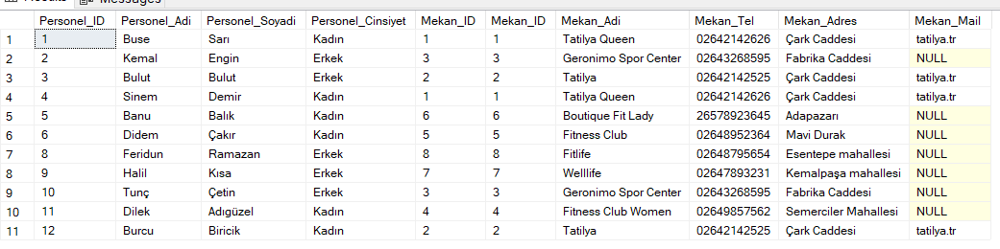 Results Messages
Personel_ID Personel_Adi Personel_Soyadi Personel_Cinsiyet Mekan_ID Mekan_ID Mekan_Adi Mekan_Tel Mekan_Adres Mekan_Mail
1 1 Buse Sarı Kadın 1 1 Tatilya Queen 02642142626 Çark Caddesi tatilya.tr
2 2 Kemal Engin Erkek 3 3 Geronimo Spor Center 02643268595 Fabrika Caddesi NULL
3 3 Bulut Bulut Erkek 2 2 Tatilya 02642142525 Çark Caddesi tatilya.tr
4 4 Sinem Demir Kadın 1 1 Tatilya Queen 02642142626 Çark Caddesi tatilya.tr
5 5 Banu Balık Kadın 6 6 Boutique Fit Lady 26578923645 Adapazarı NULL
6 6 Didem Çakır Kadın 5 5 Fitness Club 02648952364 Mavi Durak NULL
7 8 Feridun Ramazan Erkek 8 8 Fitlife 02648795654 Esentepe mahallesi NULL
8 9 Halil Kısa Erkek 7 7 Welllife 02647893231 Kemalpaşa mahallesi NULL
9 10 Tunç Çetin Erkek 3 3 Geronimo Spor Center 02643268595 Fabrika Caddesi NULL
10 11 Dilek Adıgüzel Kadın 4 4 Fitness Club Women 02649857562 Semerciler Mahallesi NULL
11 12 Burcu Biricik Kadın 2 2 Tatilya 02642142525 Çark Caddesi tatilya.tr